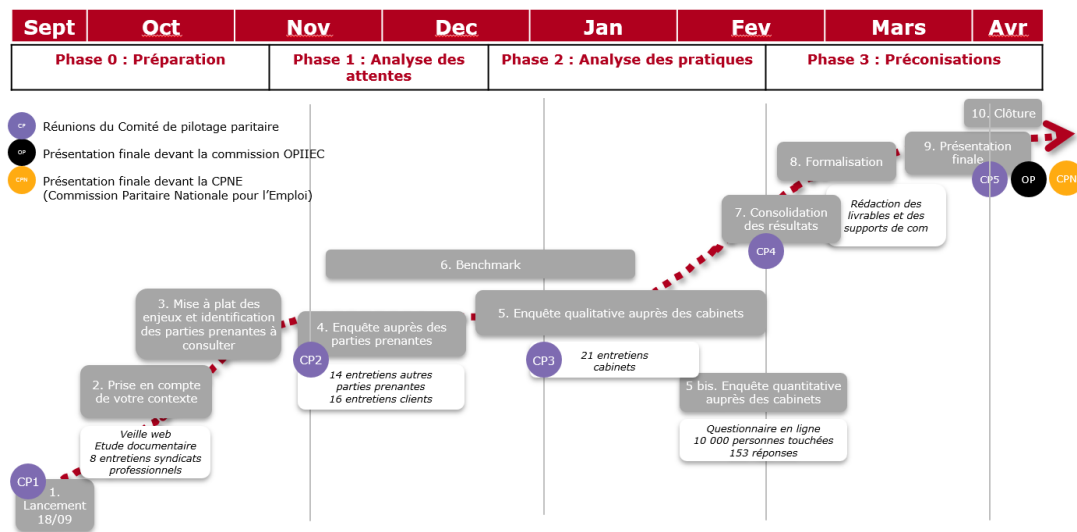 Sept Oct Nov Dec Jan Fev Mars Avr
Phase 0 : Préparation
Phase 1 : Analyse des
attentes
Phase 2 : Analyse des pratiques
Phase 3 : Préconisations
CP Réunions du Comité de pilotage paritaire
OP Présentation finale devant la commission OPIIEC
CPN Présentation finale devant la CPNE
(Commission Paritaire Nationale pour l'Emploi)
10. Clôture
9. Présentation
finale
CP5
OP
CPN
8. Formalisation
Rédaction des
livrables et des
supports de com
7. Consolidation
des résultats
CP4
6. Benchmark
3. Mise à plat des
enjeux et identification
des parties prenantes à
consulter
4. Enquête auprès des
parties prenantes
CP2
14 entretiens autres
parties prenantes
16 entretiens clients
5. Enquête qualitative auprès des cabinets
CP3
21 entretiens
cabinets
2. Prise en compte
de votre contexte
Veille web
Etude documentaire
8 entretiens syndicats
professionnels
5 bis. Enquête quantitative
auprès des cabinets
Questionnaire en ligne
10 000 personnes touchées
153 réponses
CP1
1.
Lancement
18/09